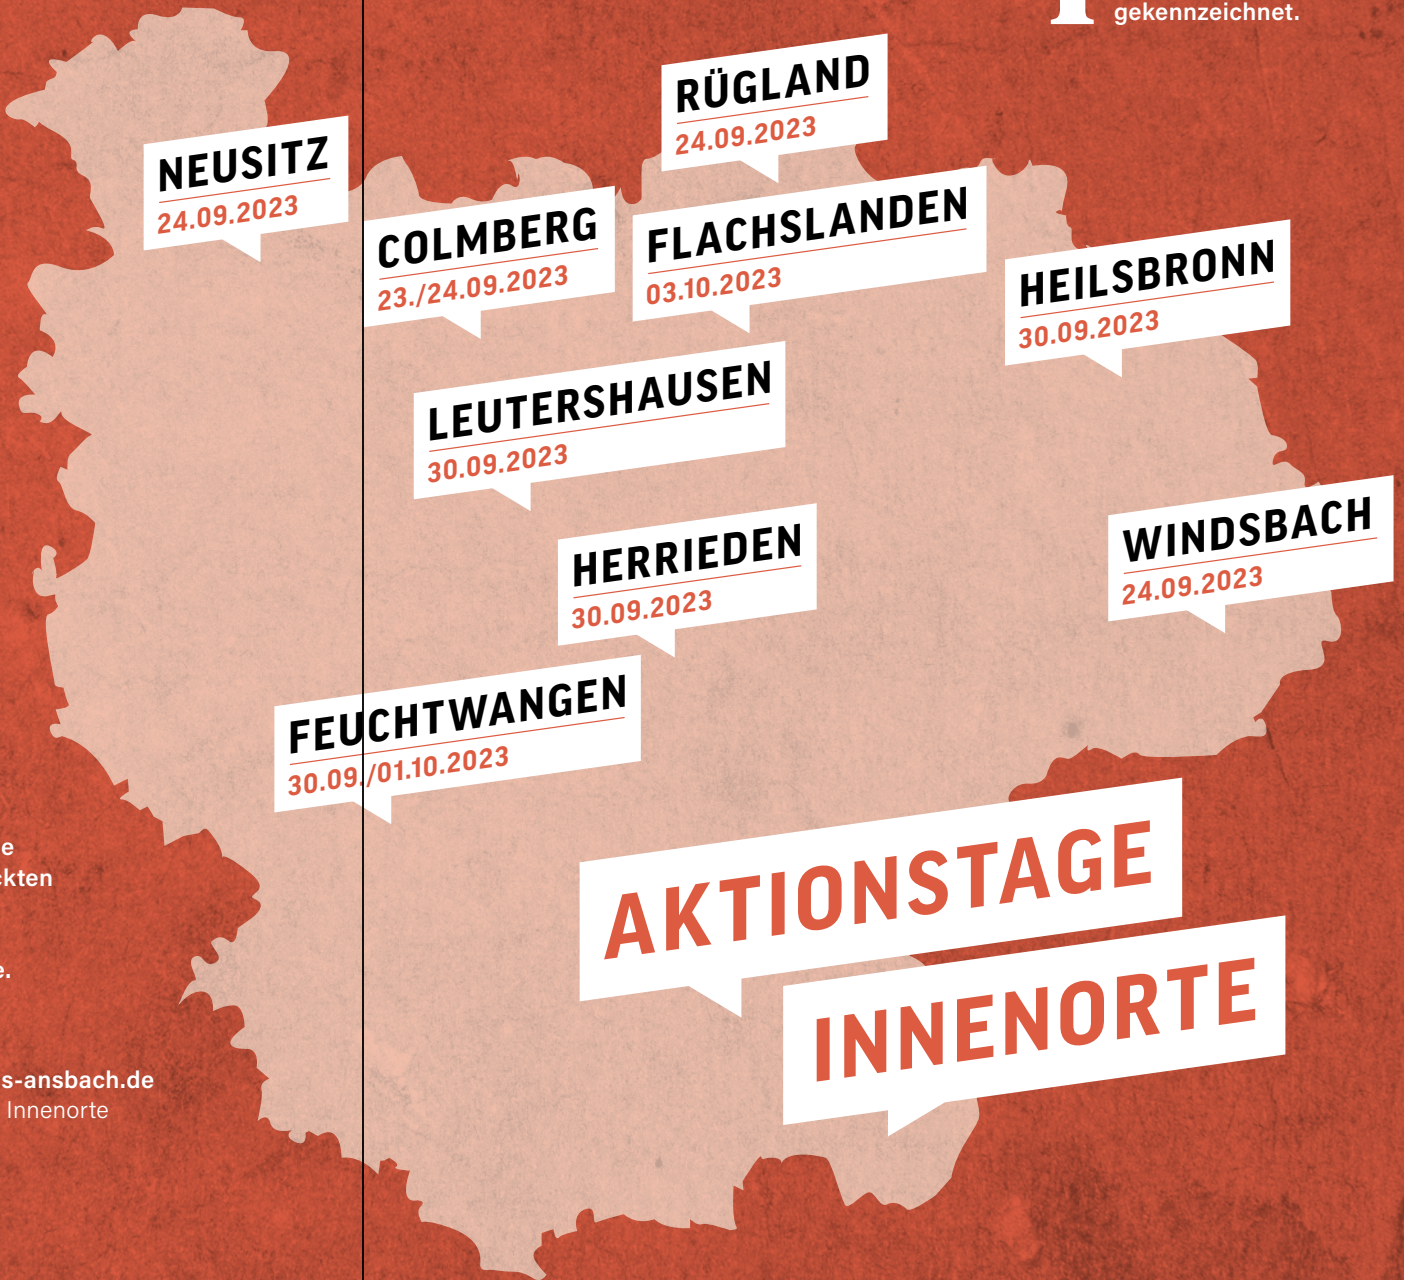 gekennzeichnet.
RÜGLAND
24.09.2023
NEUSITZ
24.09.2023
COLMBERG
23./24.09.2023
FLACHSLANDEN
03.10.2023
HEILSBRONN
30.09.2023
LEUTERSHAUSEN
30.09.2023
HERRIEDEN
30.09.2023
WINDSBACH
24.09.2023
FEUCHTWANGEN
30.09./01.10.2023
AKTIONSTAGE
INNENORTE
s-ansbach.de
Innenorte